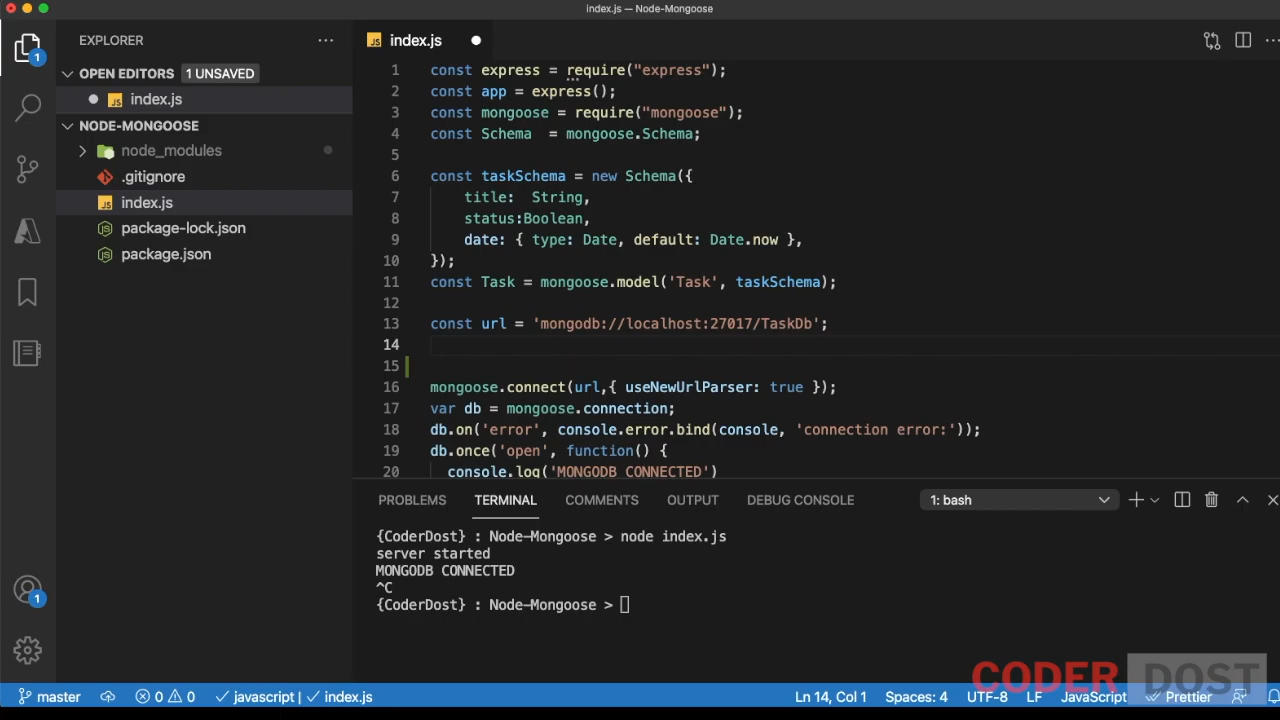 index.js — Node-Mongoose
EXPLORER
index.js
OPEN EDITORS 1 UNSAVED
index.js
NODE-MONGOOSE
node_modules
.gitignore
index.js
package-lock.json
package.json
1
1
1 const express = require("express");
2 const app = express();
3 const mongoose = require("mongoose");
4 const Schema  = mongoose.Schema;
5
6 const taskSchema = new Schema({
7 title:  String,
8 status:Boolean,
9 date: { type: Date, default: Date.now },
10 });
11 const Task = mongoose.model('Task', taskSchema);
12
13 const url = 'mongodb://localhost:27017/TaskDb';
14
15
16 mongoose.connect(url,{ useNewUrlParser: true });
17 var db = mongoose.connection;
18 db.on('error', console.error.bind(console, 'connection error:'));
19 db.once('open', function() {
20 console.log('MONGODB CONNECTED')
PROBLEMS TERMINAL COMMENTS OUTPUT DEBUG CONSOLE 1: bash
{CoderDost} : Node-Mongoose > node index.js
server started
MONGODB CONNECTED
^C
{CoderDost} : Node-Mongoose >
CODER DOST
master 0 0 javascript | index.js Ln 14, Col 1 Spaces: 4 UTF-8 LF JavaScript Prettier